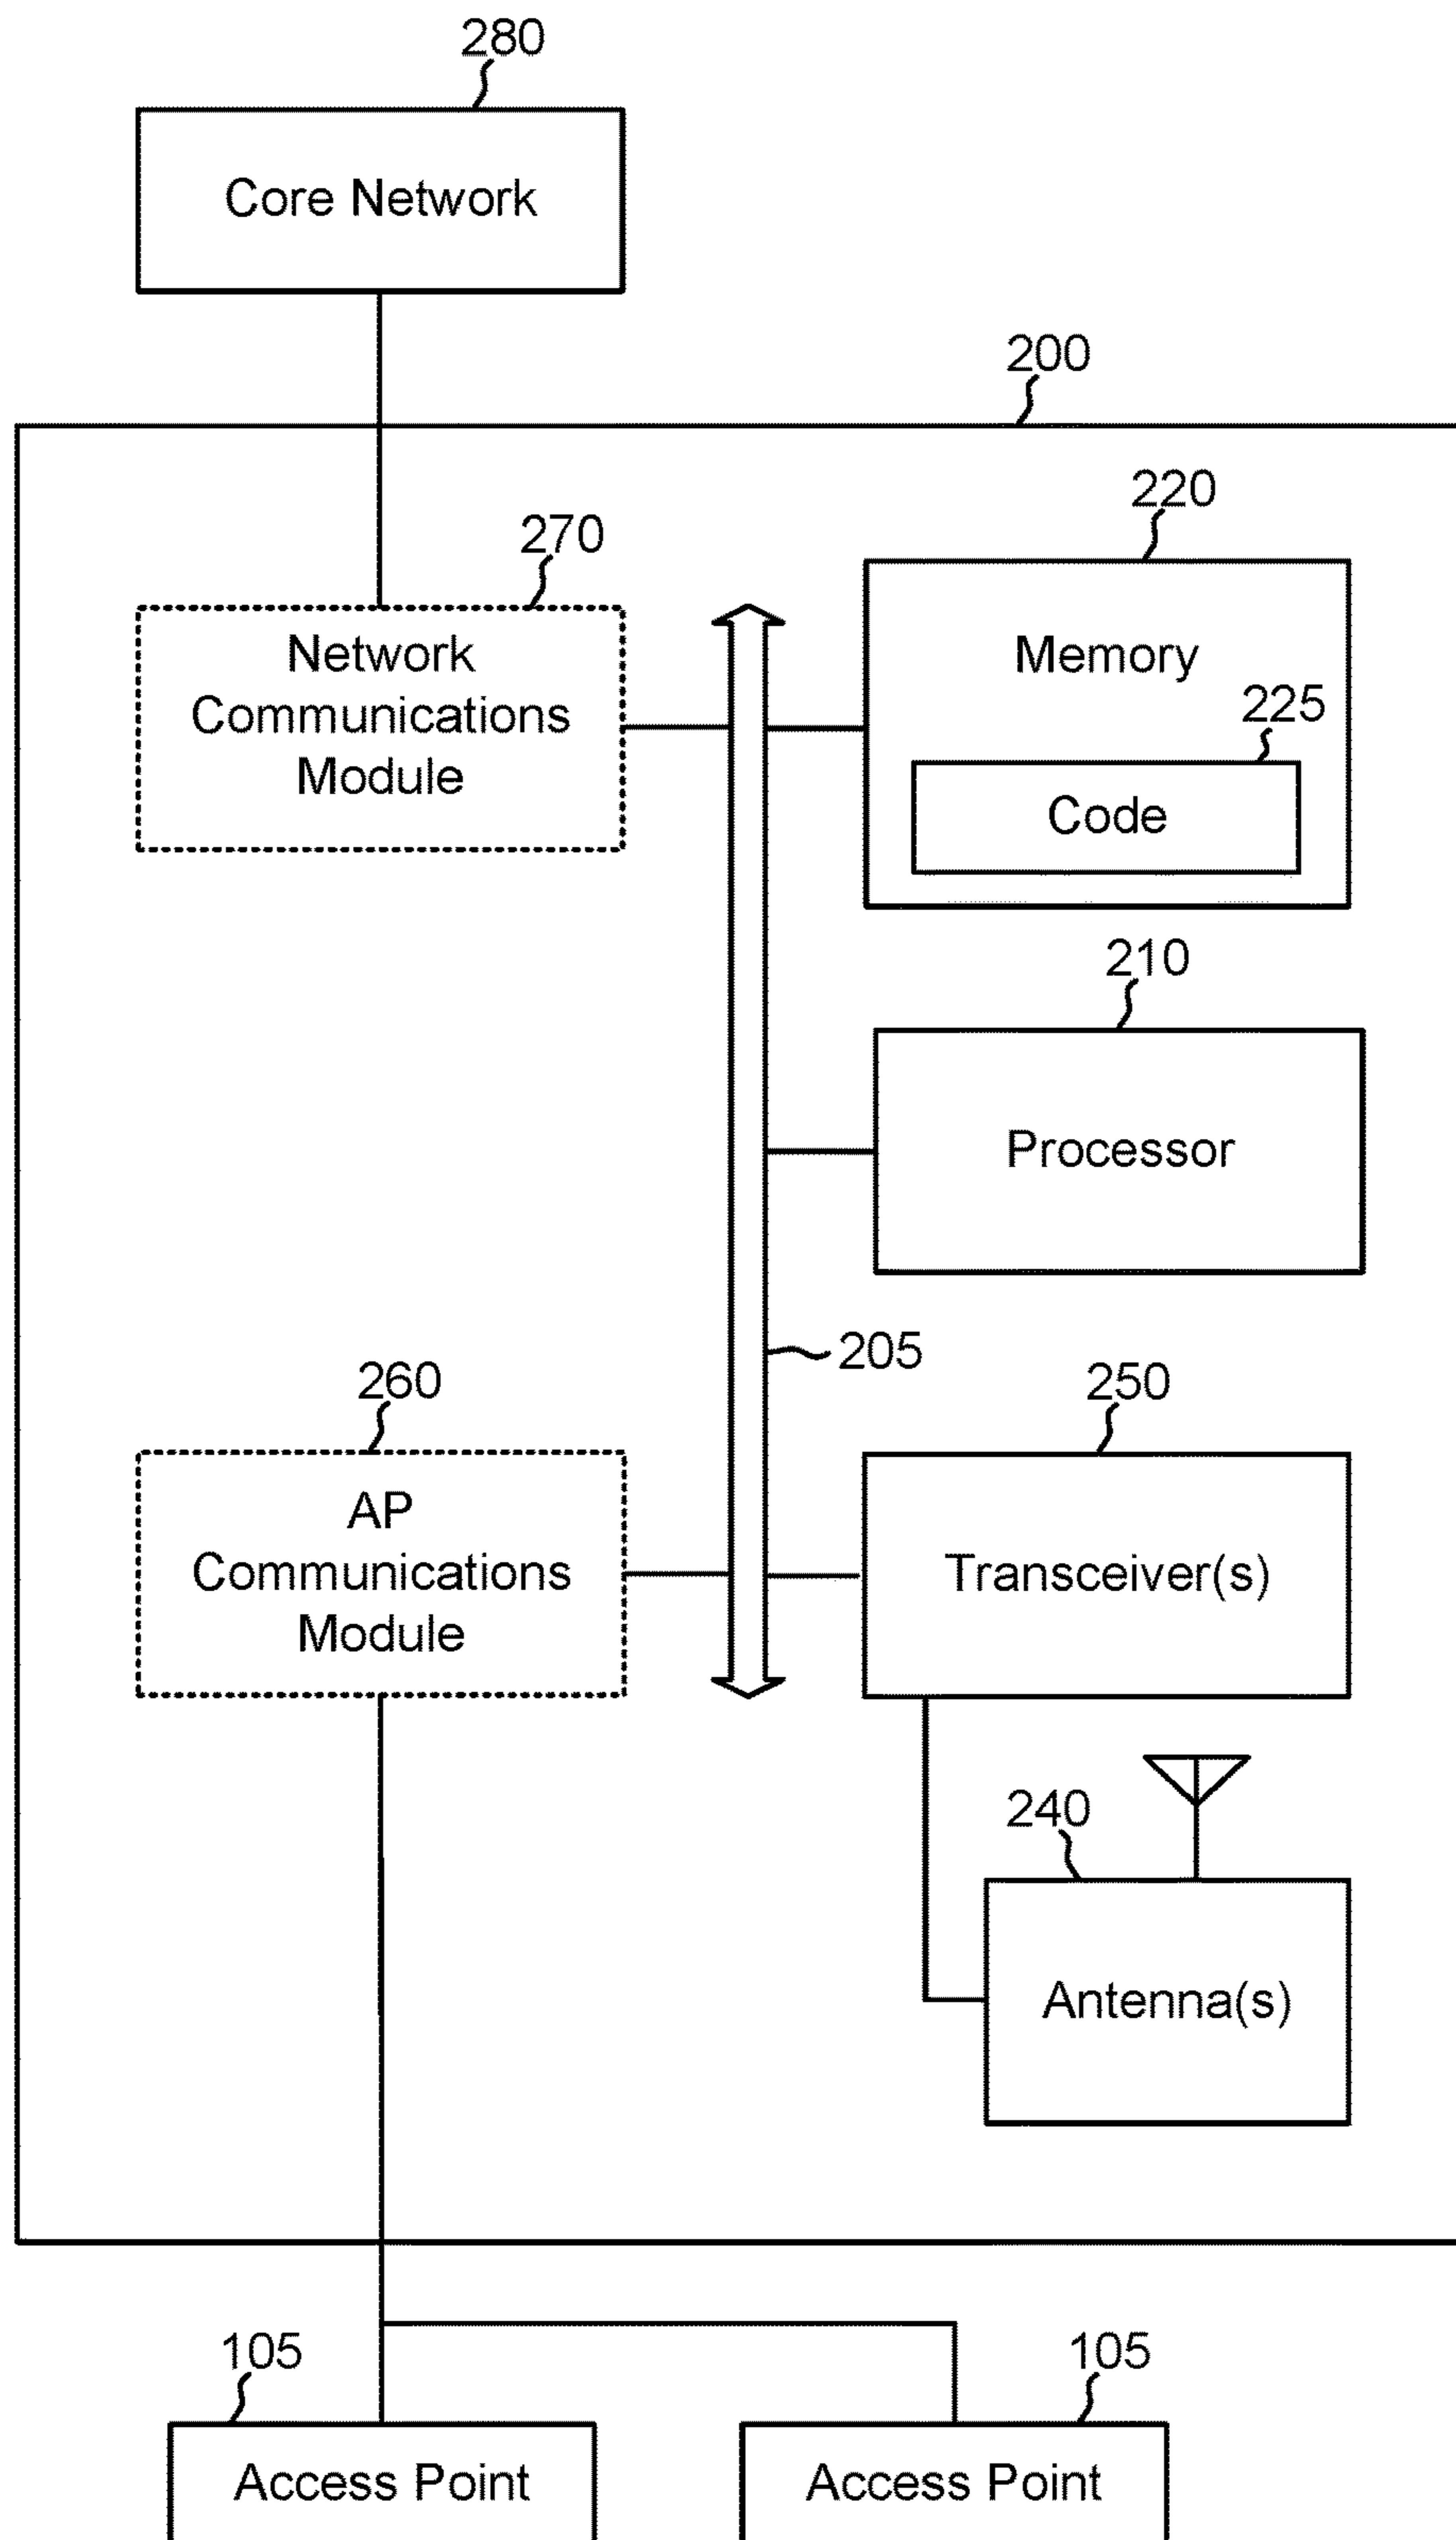 280
Core Network
200
270
Network
Communications
Module
220
Memory
225
Code
210
Processor
205
260
AP
Communications
Module
250
Transceiver(s)
240
Antenna(s)
105
Access Point
105
Access Point